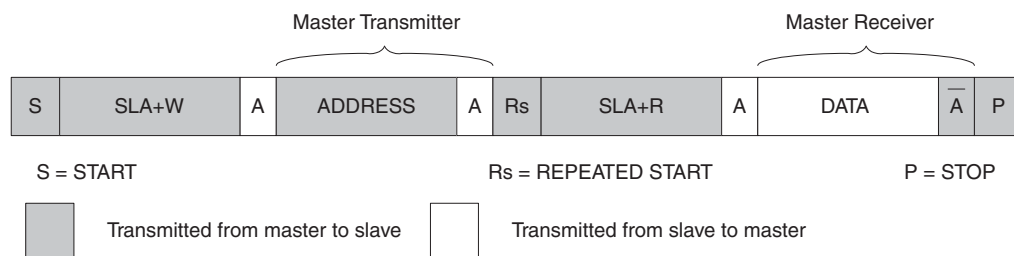 Master Transmitter Master Receiver
S SLA+W A ADDRESS A Rs SLA+R A DATA A̅ P
S = START Rs = REPEATED START P = STOP
Transmitted from master to slave Transmitted from slave to master